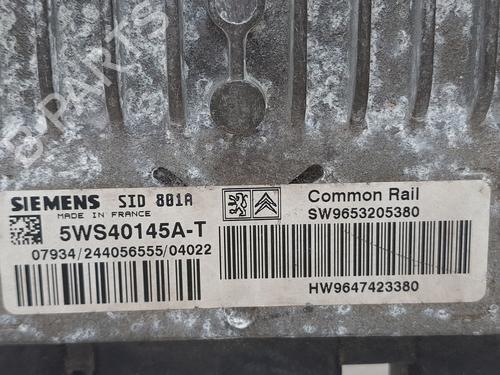 B-PARTS
SIEMENS SID 801A
MADE IN FRANCE
5WS40145A-T
07934/244056555/04022
Common Rail
SW9653205380
HW9647423380